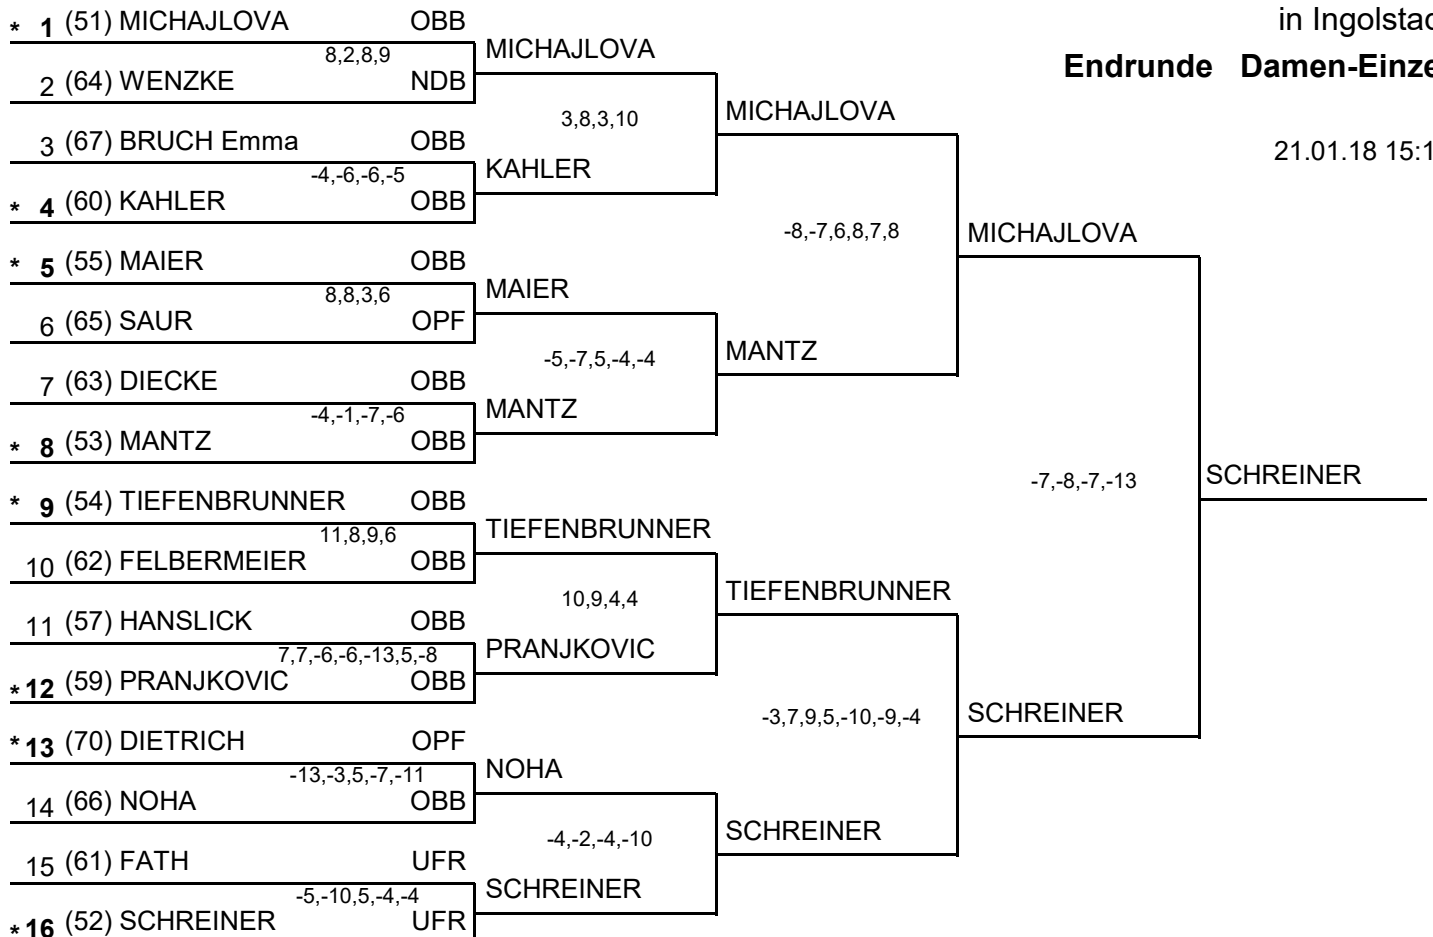 * 1 (51) MICHAJLOVA OBB
in Ingolstad
8,2,8,9
MICHAJLOVA
Endrunde Damen-Einze
2 (64) WENZKE NDB
3,8,3,10
MICHAJLOVA
3 (67) BRUCH Emma OBB
21.01.18 15:1
-4,-6,-6,-5
KAHLER
* 4 (60) KAHLER OBB
-8,-7,6,8,7,8
MICHAJLOVA
* 5 (55) MAIER OBB
8,8,3,6
MAIER
6 (65) SAUR OPF
-5,-7,5,-4,-4
MANTZ
7 (63) DIECKE OBB
-4,-1,-7,-6
MANTZ
* 8 (53) MANTZ OBB
-7,-8,-7,-13
SCHREINER
* 9 (54) TIEFENBRUNNER OBB
11,8,9,6
TIEFENBRUNNER
10 (62) FELBERMEIER OBB
10,9,4,4
TIEFENBRUNNER
11 (57) HANSLICK OBB
7,7,-6,-6,-13,5,-8
PRANJKOVIC
* 12 (59) PRANJKOVIC OBB
-3,7,9,5,-10,-9,-4
SCHREINER
* 13 (70) DIETRICH OPF
-13,-3,5,-7,-11
NOHA
14 (66) NOHA OBB
-4,-2,-4,-10
SCHREINER
15 (61) FATH UFR
-5,-10,5,-4,-4
SCHREINER
* 16 (52) SCHREINER UFR